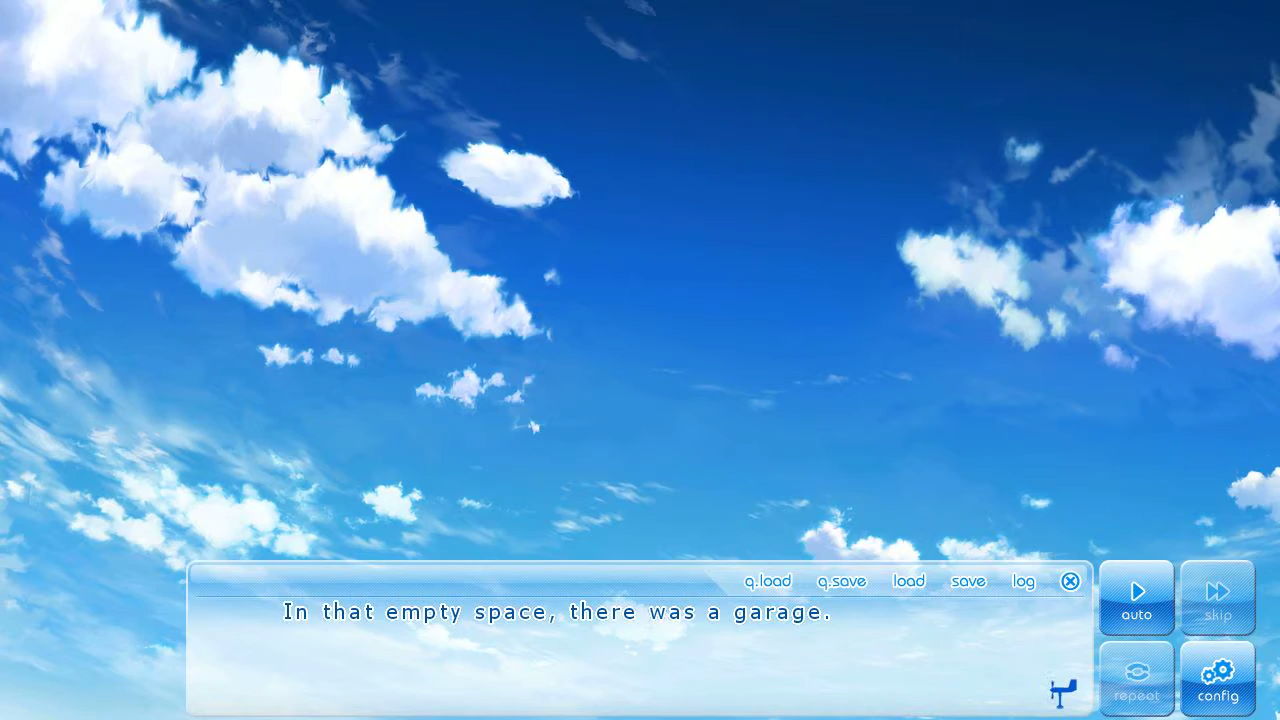 q.load q.save load save log
In that empty space, there was a garage.
auto skip
repeat config